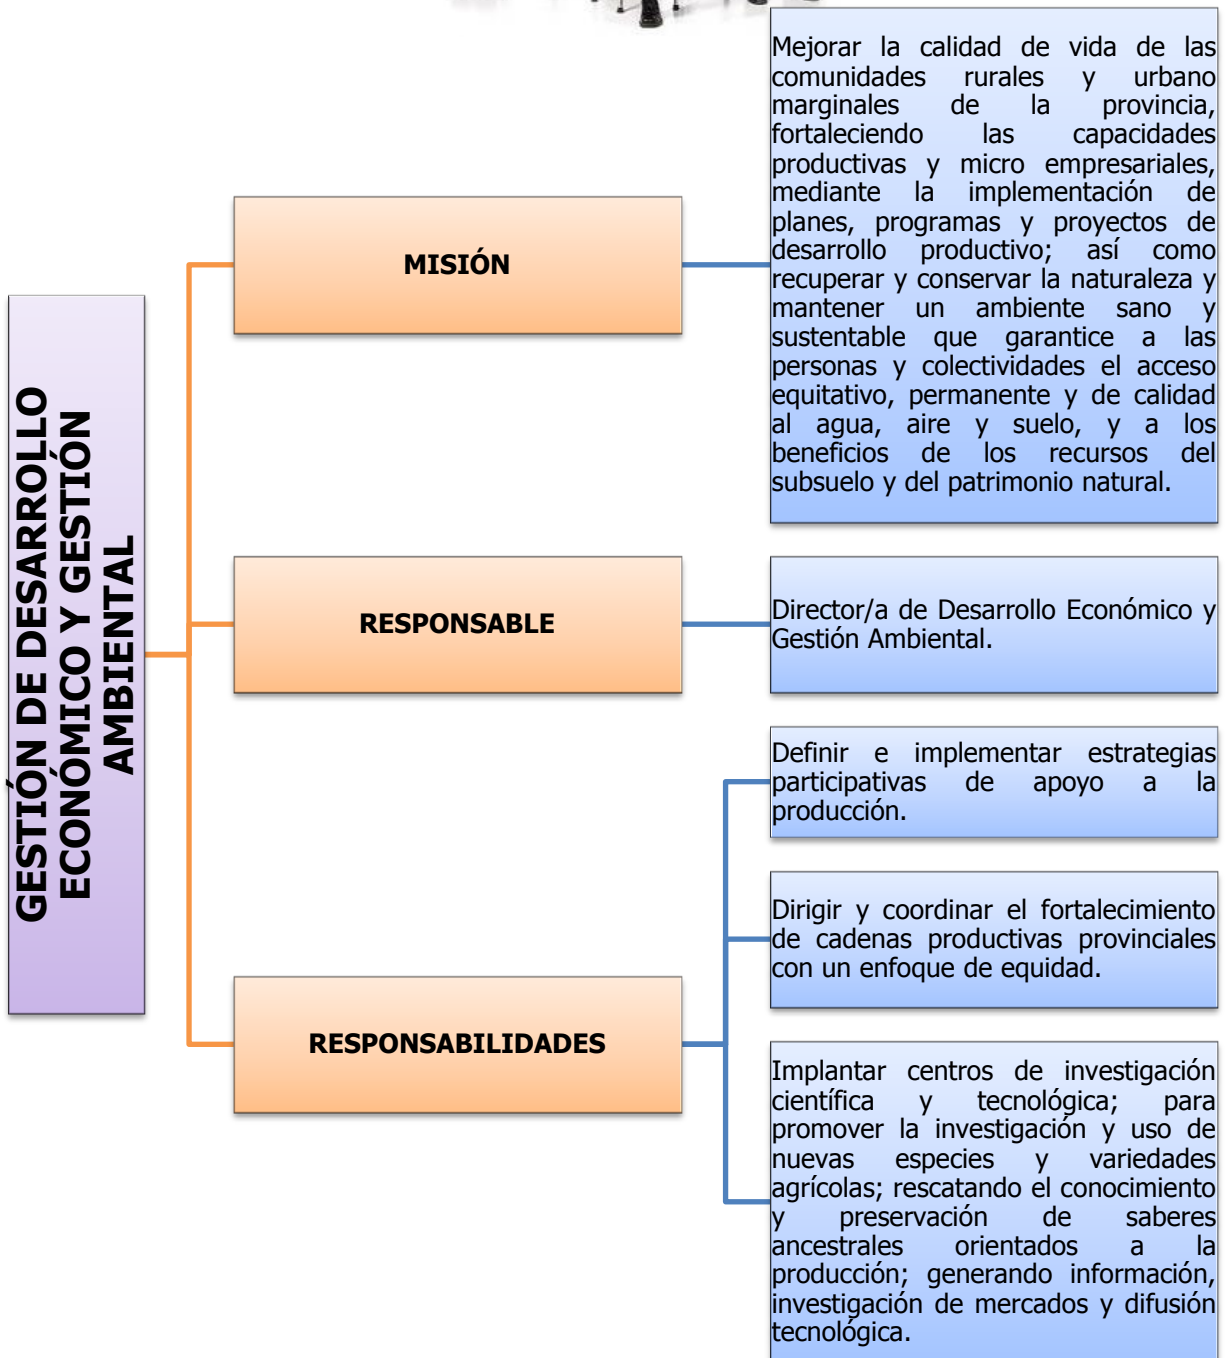 GESTIÓN DE DESARROLLO
ECONÓMICO Y GESTIÓN
AMBIENTAL
MISIÓN
Mejorar la calidad de vida de las
comunidades rurales y urbano
marginales de la provincia,
fortaleciendo las capacidades
productivas y micro empresariales,
mediante la implementación de
planes, programas y proyectos de
desarrollo productivo; así como
recuperar y conservar la naturaleza y
mantener un ambiente sano y
sustentable que garantice a las
personas y colectividades el acceso
equitativo, permanente y de calidad
al agua, aire y suelo, y a los
beneficios de los recursos del
subsuelo y del patrimonio natural.
RESPONSABLE
Director/a de Desarrollo Económico y
Gestión Ambiental.
RESPONSABILIDADES
Definir e implementar estrategias
participativas de apoyo a la
producción.
Dirigir y coordinar el fortalecimiento
de cadenas productivas provinciales
con un enfoque de equidad.
Implantar centros de investigación
científica y tecnológica; para
promover la investigación y uso de
nuevas especies y variedades
agrícolas; rescatando el conocimiento
y preservación de saberes
ancestrales orientados a la
producción; generando información,
investigación de mercados y difusión
tecnológica.